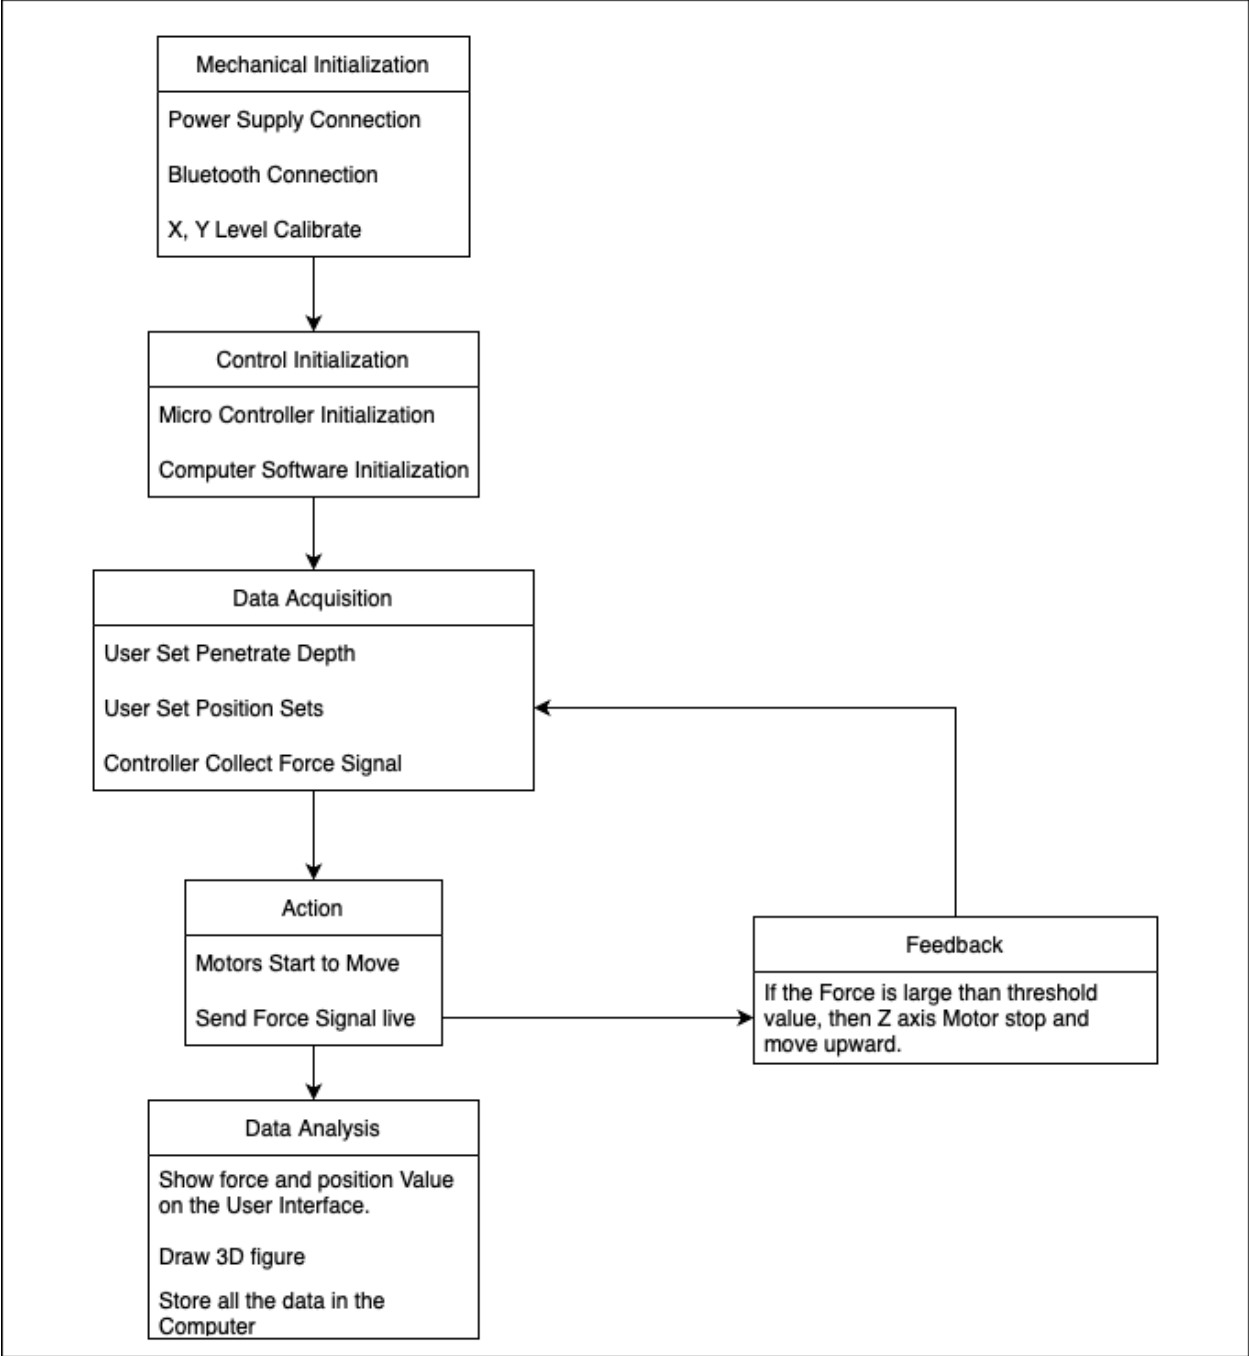 Mechanical Initialization
Power Supply Connection
Bluetooth Connection
X, Y Level Calibrate
Control Initialization
Micro Controller Initialization
Computer Software Initialization
Data Acquisition
User Set Penetrate Depth
User Set Position Sets
Controller Collect Force Signal
Action
Motors Start to Move
Send Force Signal live
Feedback
If the Force is large than threshold
value, then Z axis Motor stop and
move upward.
Data Analysis
Show force and position Value
on the User Interface.
Draw 3D figure
Store all the data in the
Computer